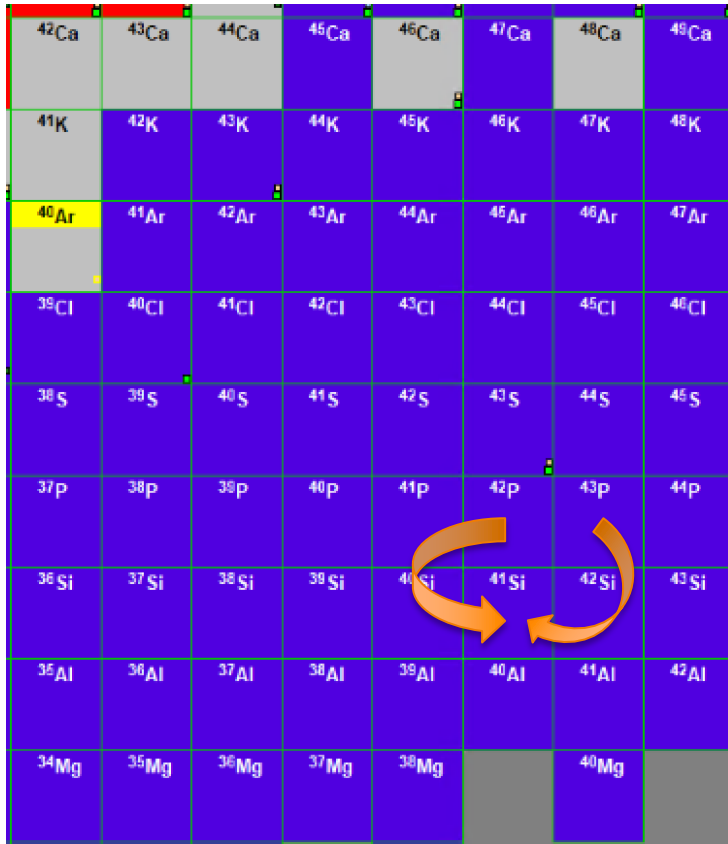 42Ca 43Ca 44Ca 45Ca 46Ca 47Ca 48Ca 49Ca
41K 42K 43K 44K 45K 46K 47K 48K
40Ar 41Ar 42Ar 43Ar 44Ar 45Ar 46Ar 47Ar
39Cl 40Cl 41Cl 42Cl 43Cl 44Cl 45Cl 46Cl
38S 39S 40S 41S 42S 43S 44S 45S
37P 38P 39P 40P 41P 42P 43P 44P
36Si 37Si 38Si 39Si 40Si 41Si 42Si 43Si
35Al 36Al 37Al 38Al 39Al 40Al 41Al 42Al
34Mg 35Mg 36Mg 37Mg 38Mg 40Mg